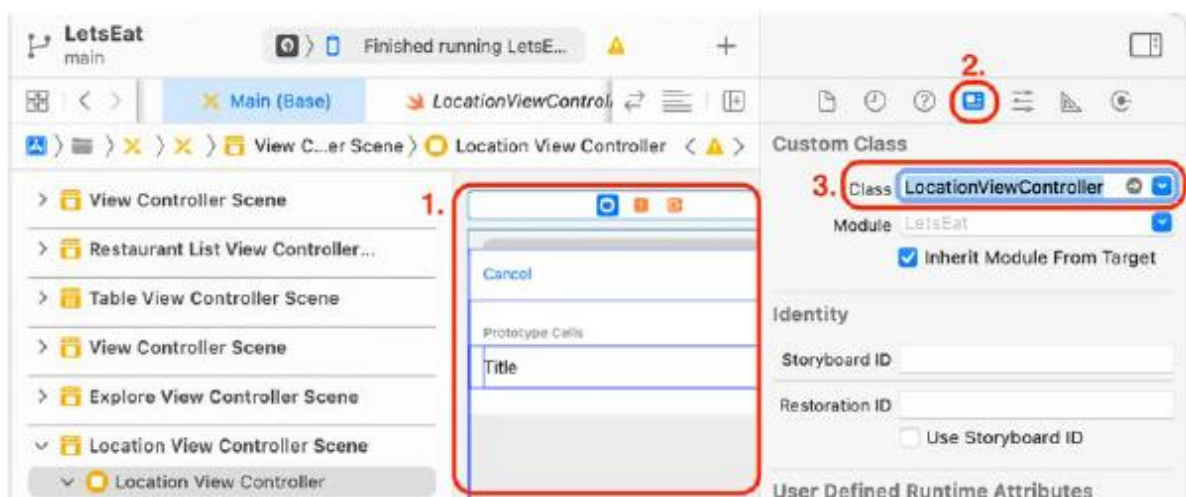 LetsEat
main
Finished running LetsE...
Main (Base)
LocationViewControl
View C...er Scene
Location View Controller
View Controller Scene
Restaurant List View Controller...
Table View Controller Scene
View Controller Scene
Explore View Controller Scene
Location View Controller Scene
Location View Controller
1.
Cancel
Prototype Cells
Title
2.
Custom Class
3.
Class LocationViewController
Module LetsEat
Inherit Module From Target
Identity
Storyboard ID
Restoration ID
Use Storyboard ID
User Defined Runtime Attributes